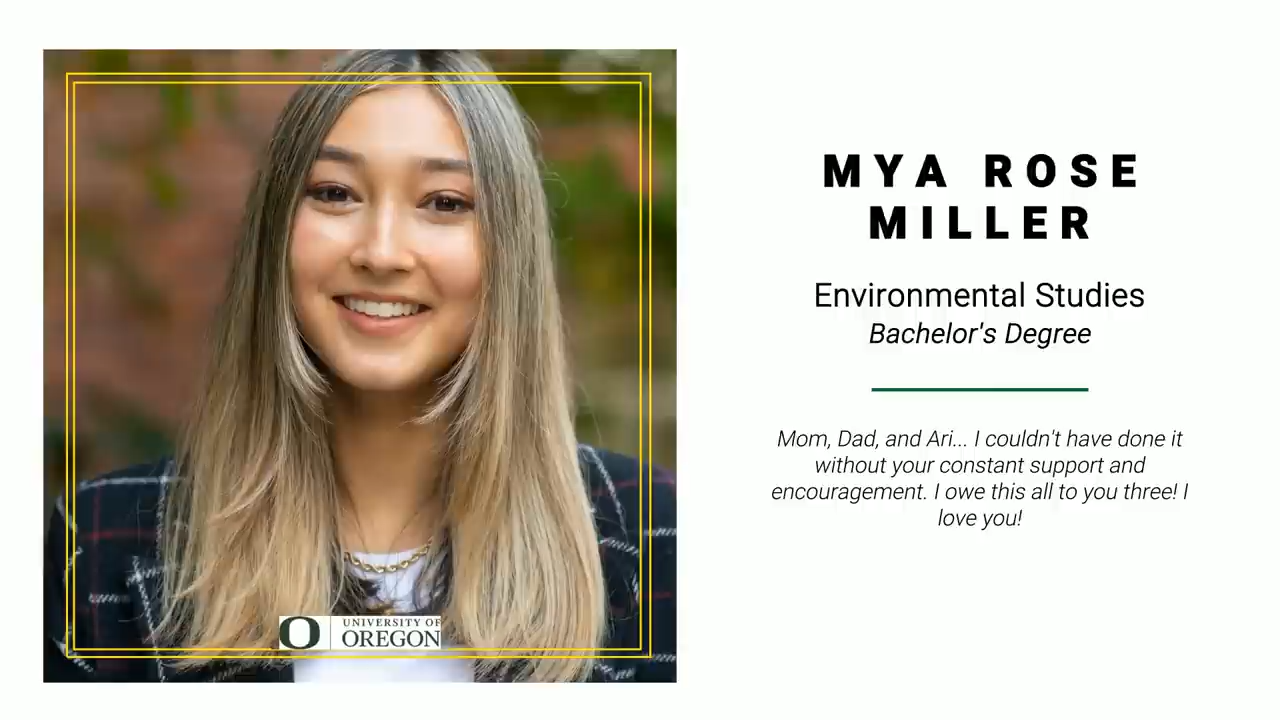 MYA ROSE
MILLER
Environmental Studies
Bachelor's Degree
Mom, Dad, and Ari... I couldn't have done it
without your constant support and
encouragement. I owe this all to you three! I
love you!
O
UNIVERSITY OF
OREGON